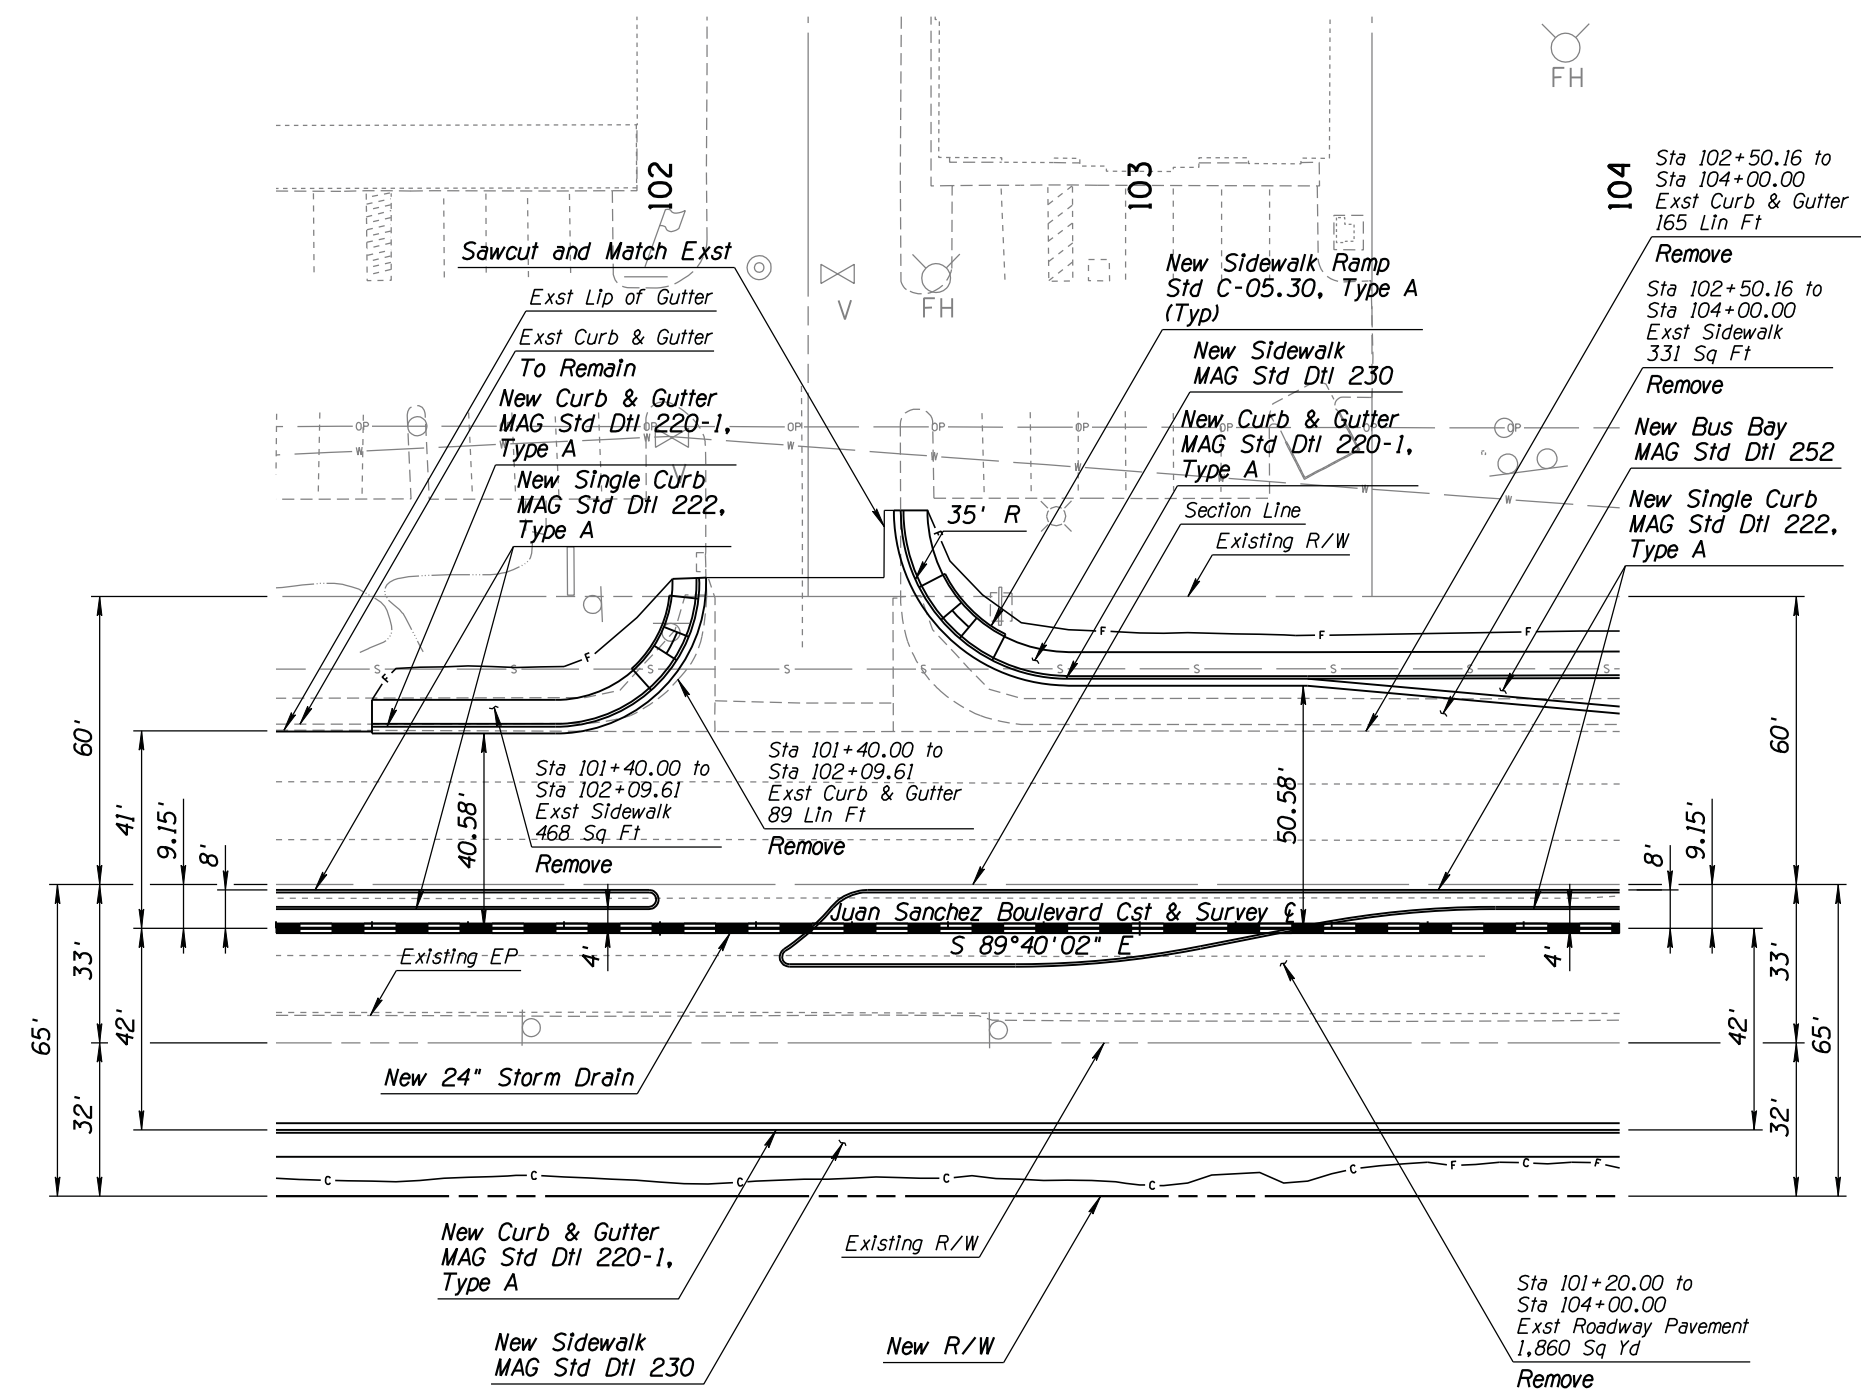 FH
102
103
104
Sta 102+50.16 to
Sta 104+00.00
Exst Curb & Gutter
165 Lin Ft
Remove
Sawcut and Match Exst
Exst Lip of Gutter
Exst Curb & Gutter
To Remain
New Curb & Gutter
MAG Std Dtl 220-1,
Type A
New Single Curb
MAG Std Dtl 222,
Type A
V
FH
V
New Sidewalk Ramp
Std C-05.30, Type A
(Typ)
New Sidewalk
MAG Std Dtl 230
New Curb & Gutter
MAG Std Dtl 220-1,
Type A
Section Line
Existing R/W
35' R
Sta 102+50.16 to
Sta 104+00.00
Exst Sidewalk
331 Sq Ft
Remove
New Bus Bay
MAG Std Dtl 252
New Single Curb
MAG Std Dtl 222,
Type A
OP OP OP OP OP OP OP OP OP
W W W W W W W W W
F F F F F
S S S S S S S S S S
60'
41'
9.15'
8'
40.58'
Sta 101+40.00 to
Sta 102+09.61
Exst Sidewalk
468 Sq Ft
Remove
Sta 101+40.00 to
Sta 102+09.61
Exst Curb & Gutter
89 Lin Ft
Remove
50.58'
60'
9.15'
8'
Juan Sanchez Boulevard Cst & Survey ℄
S 89°40'02" E
4'
4'
Existing EP
65'
33'
42'
32'
33'
42'
65'
32'
New 24" Storm Drain
C C C C C C F C F
New Curb & Gutter
MAG Std Dtl 220-1,
Type A
New Sidewalk
MAG Std Dtl 230
Existing R/W
New R/W
Sta 101+20.00 to
Sta 104+00.00
Exst Roadway Pavement
1,860 Sq Yd
Remove